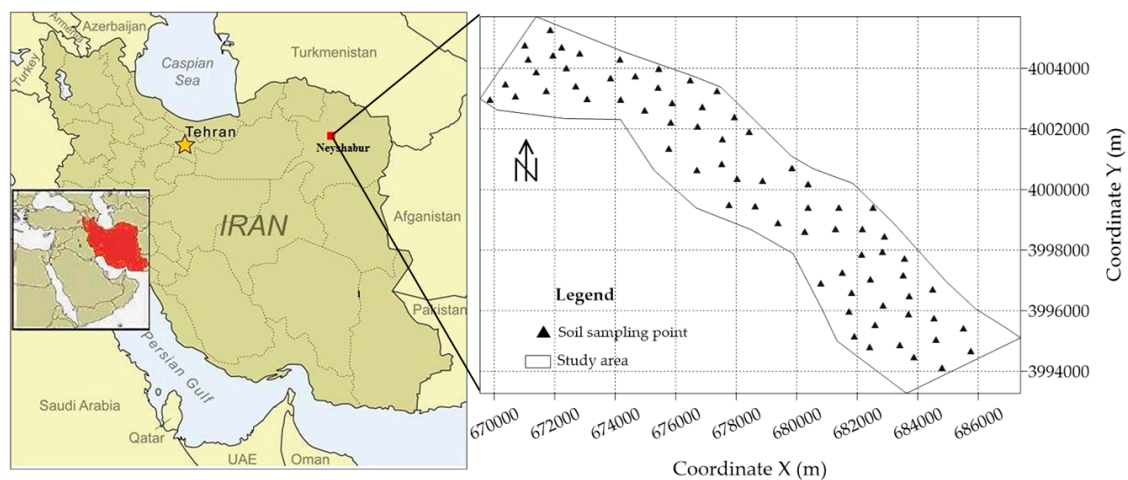 Armenia
Azerbaijan
Turkey
Caspian
Sea
Turkmenistan
Tehran
Neyshabur
IRAN
Afghanistan
Pakistan
Persian Gulf
Saudi Arabia
Qatar
UAE
Oman
N
Legend
Soil sampling point
Study area
4004000
4002000
4000000
3998000
3996000
3994000
Coordinate Y (m)
670000
672000
674000
676000
678000
680000
682000
684000
686000
Coordinate X (m)